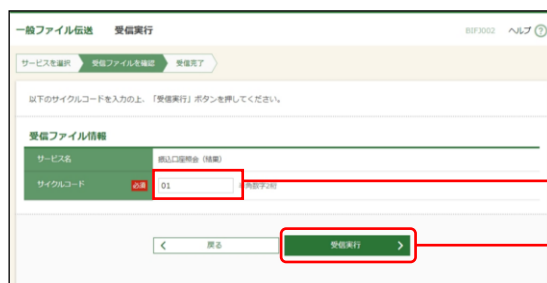 一般ファイル伝送 受信実行 BIFJ002 ヘルプ ?
サービスを選択 受信ファイルを確認 受信完了
以下のサイクルコードを入力の上、「受信実行」ボタンを押してください。
受信ファイル情報
サービス名 振込口座照会（結果）
サイクルコード 必須 01 半角数字2桁
戻る 受信実行